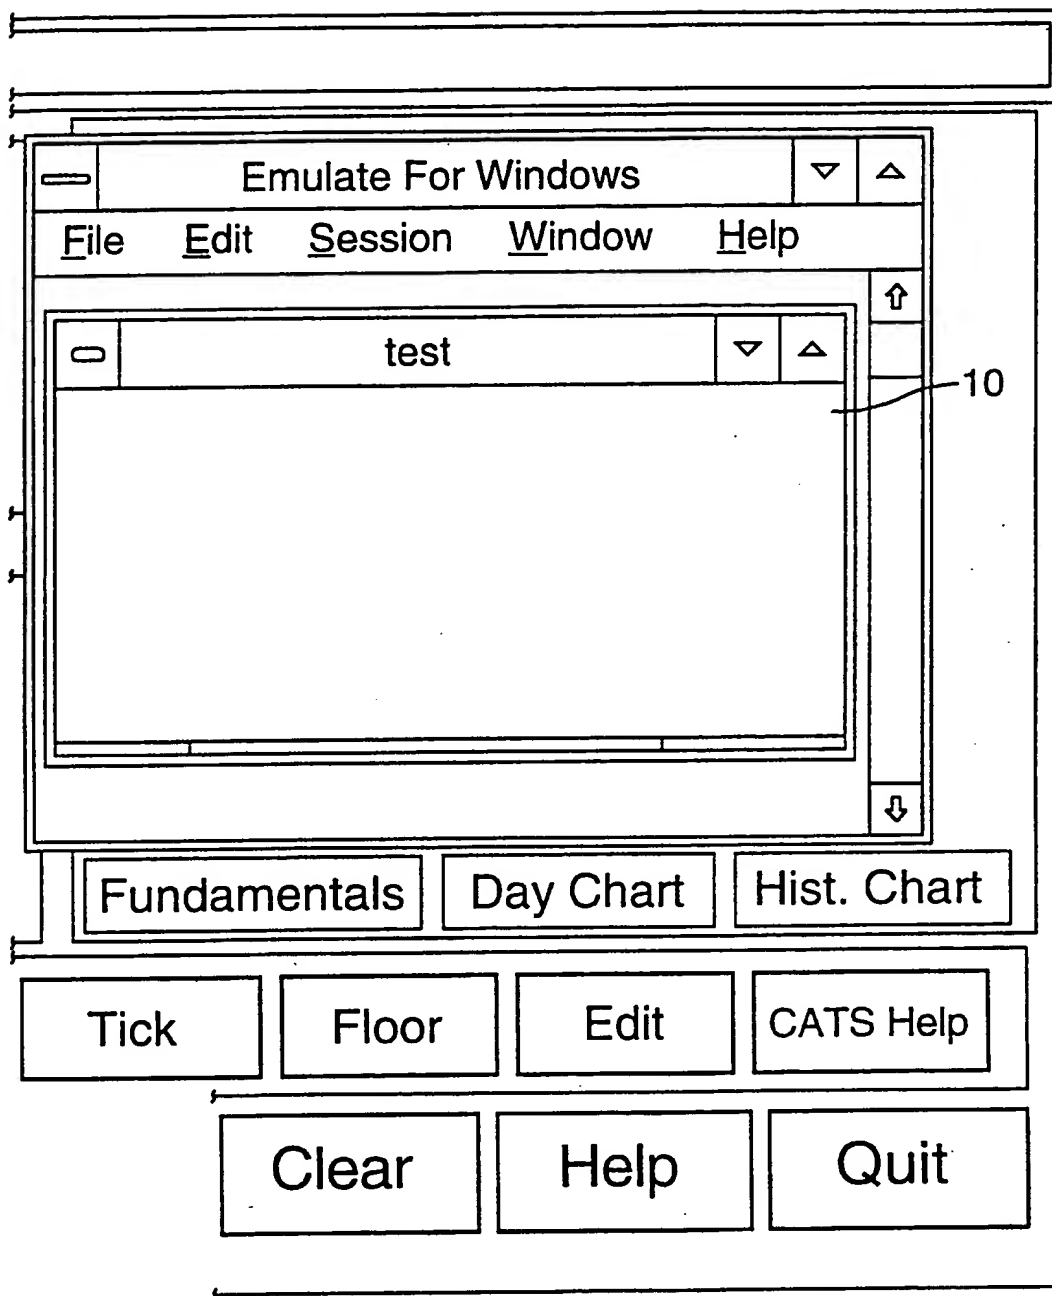 Emulate For Windows
File Edit Session Window Help
test
10
Fundamentals Day Chart Hist. Chart
Tick Floor Edit CATS Help
Clear Help Quit